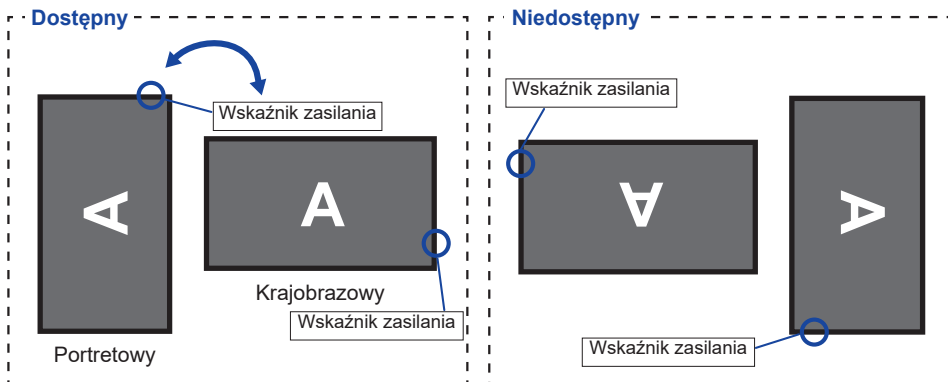 Dostępny
Wskaźnik zasilania
A
A
Krajobrazowy
Wskaźnik zasilania
Portretowy
Niedostępny
Wskaźnik zasilania
A
A
Wskaźnik zasilania